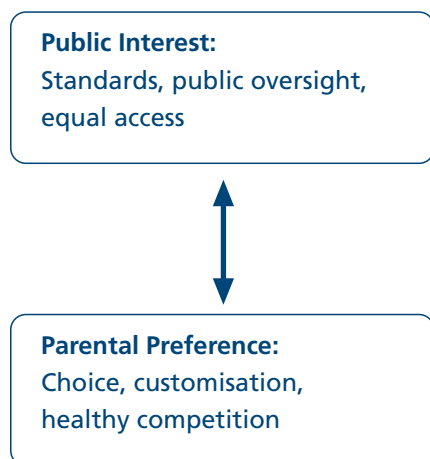 Public Interest:
Standards, public oversight,
equal access
Parental Preference:
Choice, customisation,
healthy competition